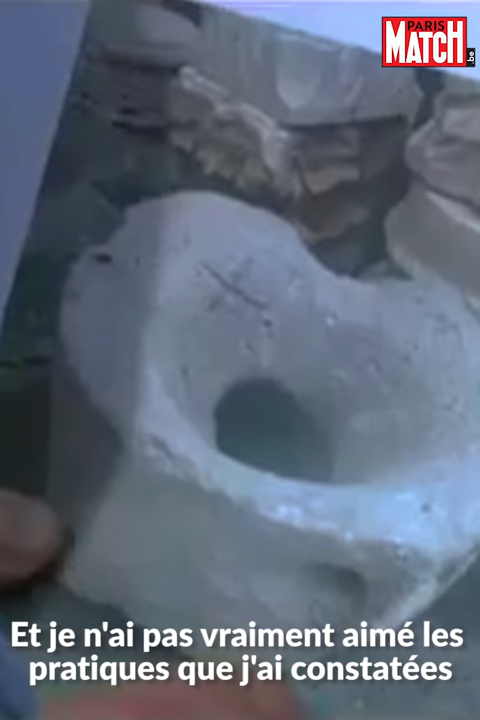 PARIS
MATCH
.be
Et je n'ai pas vraiment aimé les
pratiques que j'ai constatées